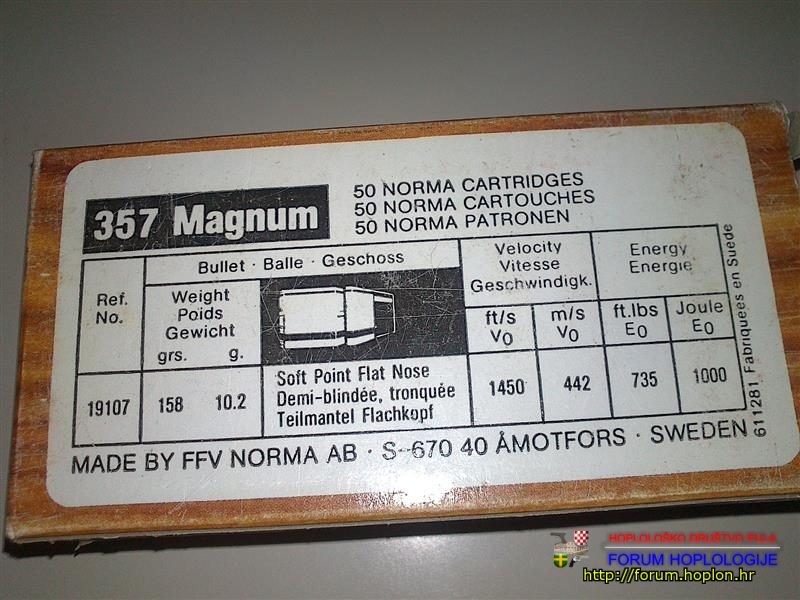 357 Magnum
50 NORMA CARTRIDGES
50 NORMA CARTOUCHES
50 NORMA PATRONEN
Ref. No.
Bullet · Balle · Geschoss
Weight
Poids
Gewicht
grs. g.
Velocity
Vitesse
Geschwindigk.
ft/s V0
m/s V0
Energy
Energie
ft.lbs E0
Joule E0
19107
158
10.2
Soft Point Flat Nose
Demi-blindée, tronquée
Teilmantel Flachkopf
1450
442
735
1000
MADE BY FFV NORMA AB · S-670 40 ÅMOTFORS · SWEDEN
611281 Fabriquees en Suede
HOPLOLOŠKO DRUŠTVO PULA
FORUM HOPLOLOGIJE
http://forum.hoplon.hr